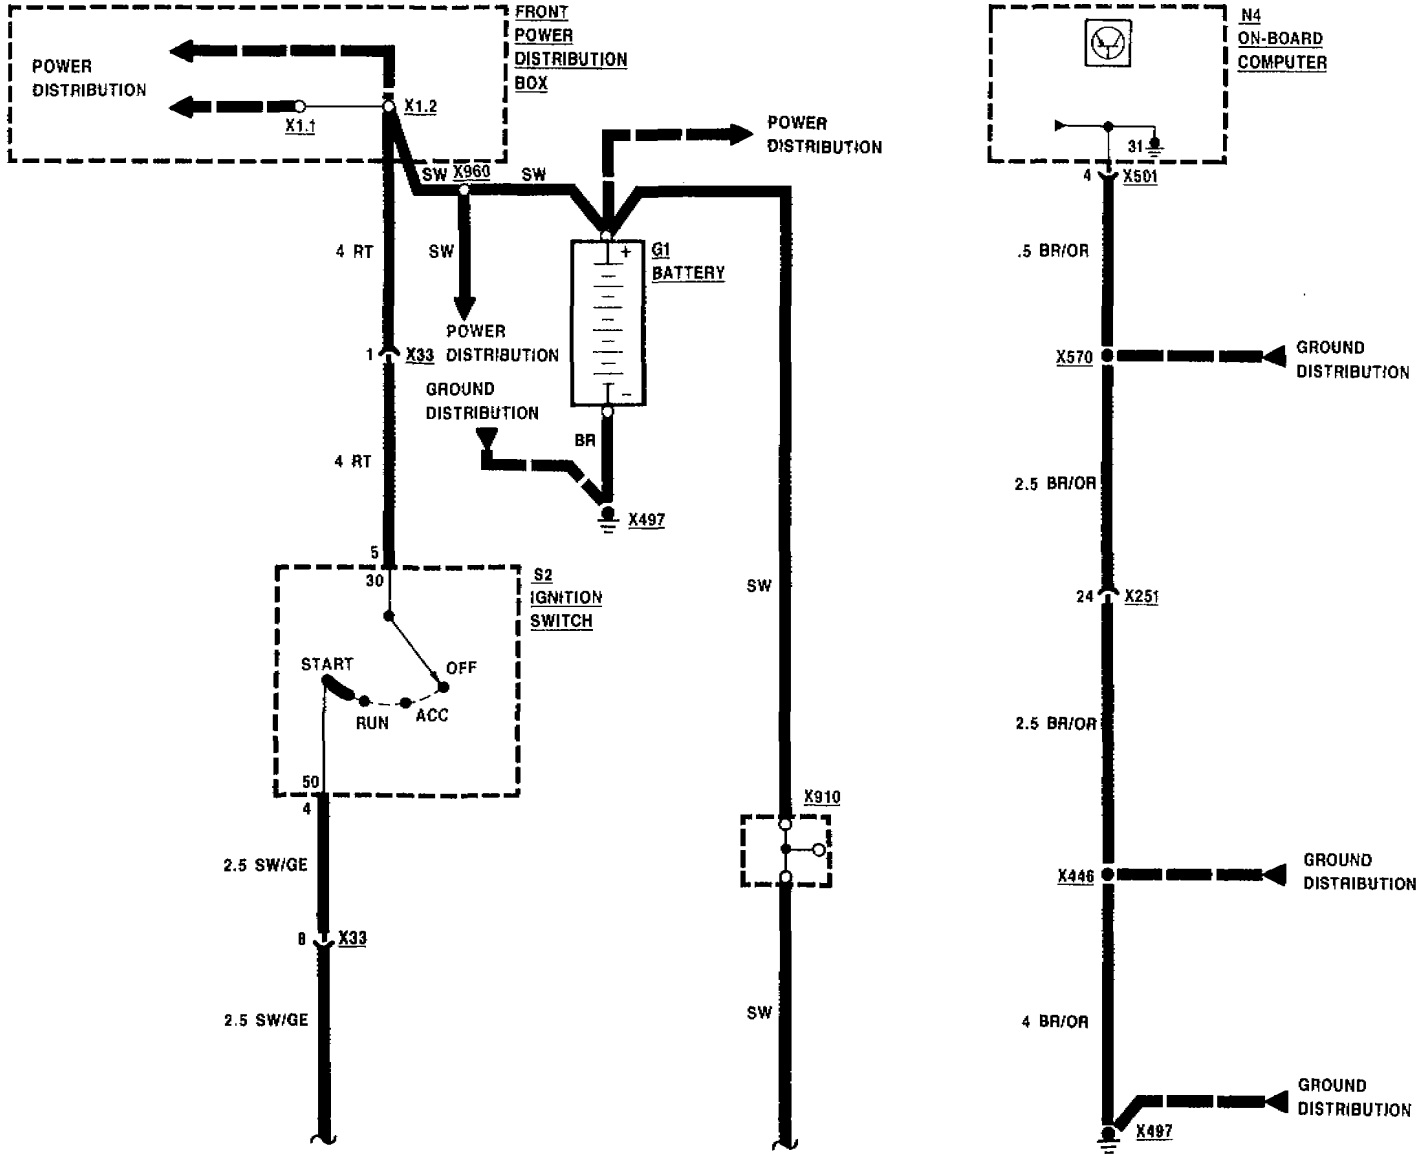 FRONT
POWER
DISTRIBUTION
BOX
POWER
DISTRIBUTION
X1.1
X1.2
SW
X960
SW
POWER
DISTRIBUTION
4 RT
SW
G1
BATTERY
+
-
POWER
DISTRIBUTION
1
X33
GROUND
DISTRIBUTION
BR
4 RT
X497
5
30
S2
IGNITION
SWITCH
START
OFF
RUN
ACC
50
4
2.5 SW/GE
8
X33
2.5 SW/GE
SW
X910
SW
N4
ON-BOARD
COMPUTER
31
4
X501
.5 BR/OR
X570
GROUND
DISTRIBUTION
2.5 BR/OR
24
X251
2.5 BR/OR
X446
GROUND
DISTRIBUTION
4 BR/OR
GROUND
DISTRIBUTION
X497